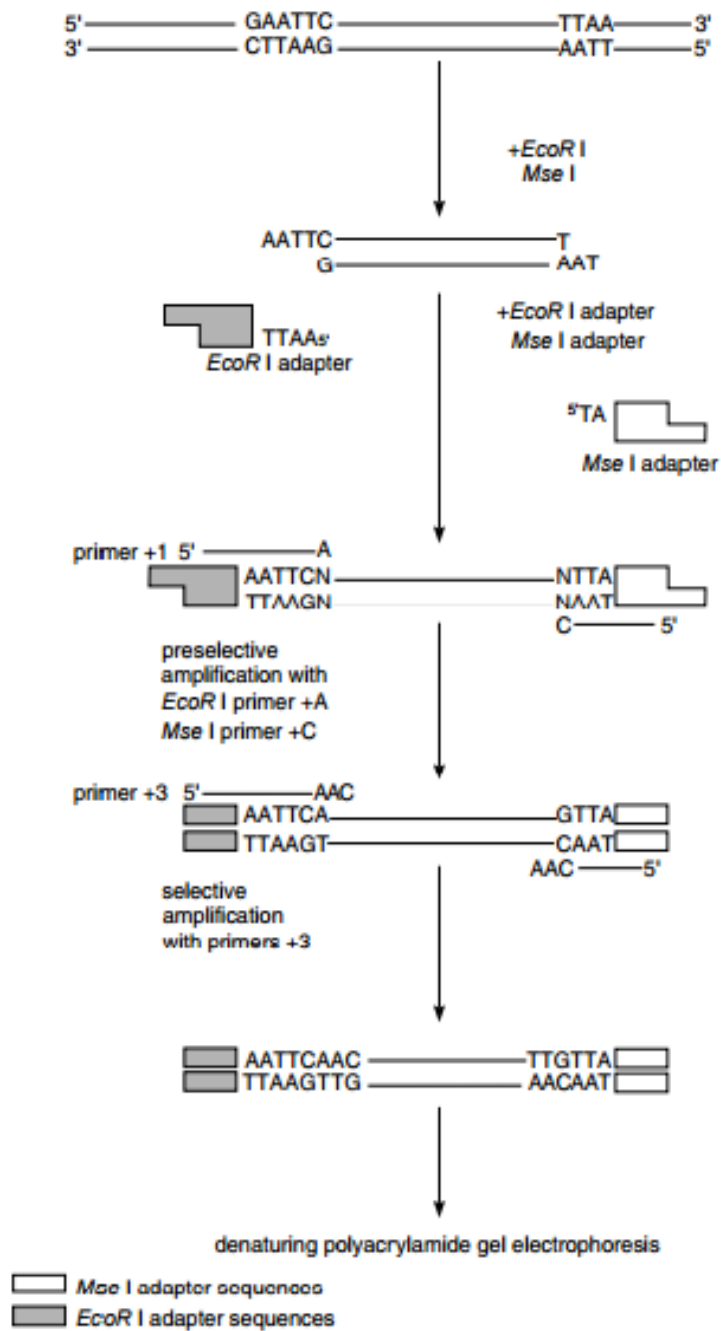 5' GAATTC TTAA 3'
3' CTTAAG AATT 5'
+EcoR I
Mse I
AATTC T
G AAT
+EcoR I adapter
Mse I adapter
TTAA5'
EcoR I adapter
5'TA
Mse I adapter
primer +1 5' A
AATTCN NTTA
TTAAGN NAAT
C 5'
preselective
amplification with
EcoR I primer +A
Mse I primer +C
primer +3 5' AAC
AATTCA GTTA
TTAAGT CAAT
AAC 5'
selective
amplification
with primers +3
AATTCAAC TTGTTA
TTAAGTTG AACAAT
denaturing polyacrylamide gel electrophoresis
Mse I adapter sequences
EcoR I adapter sequences